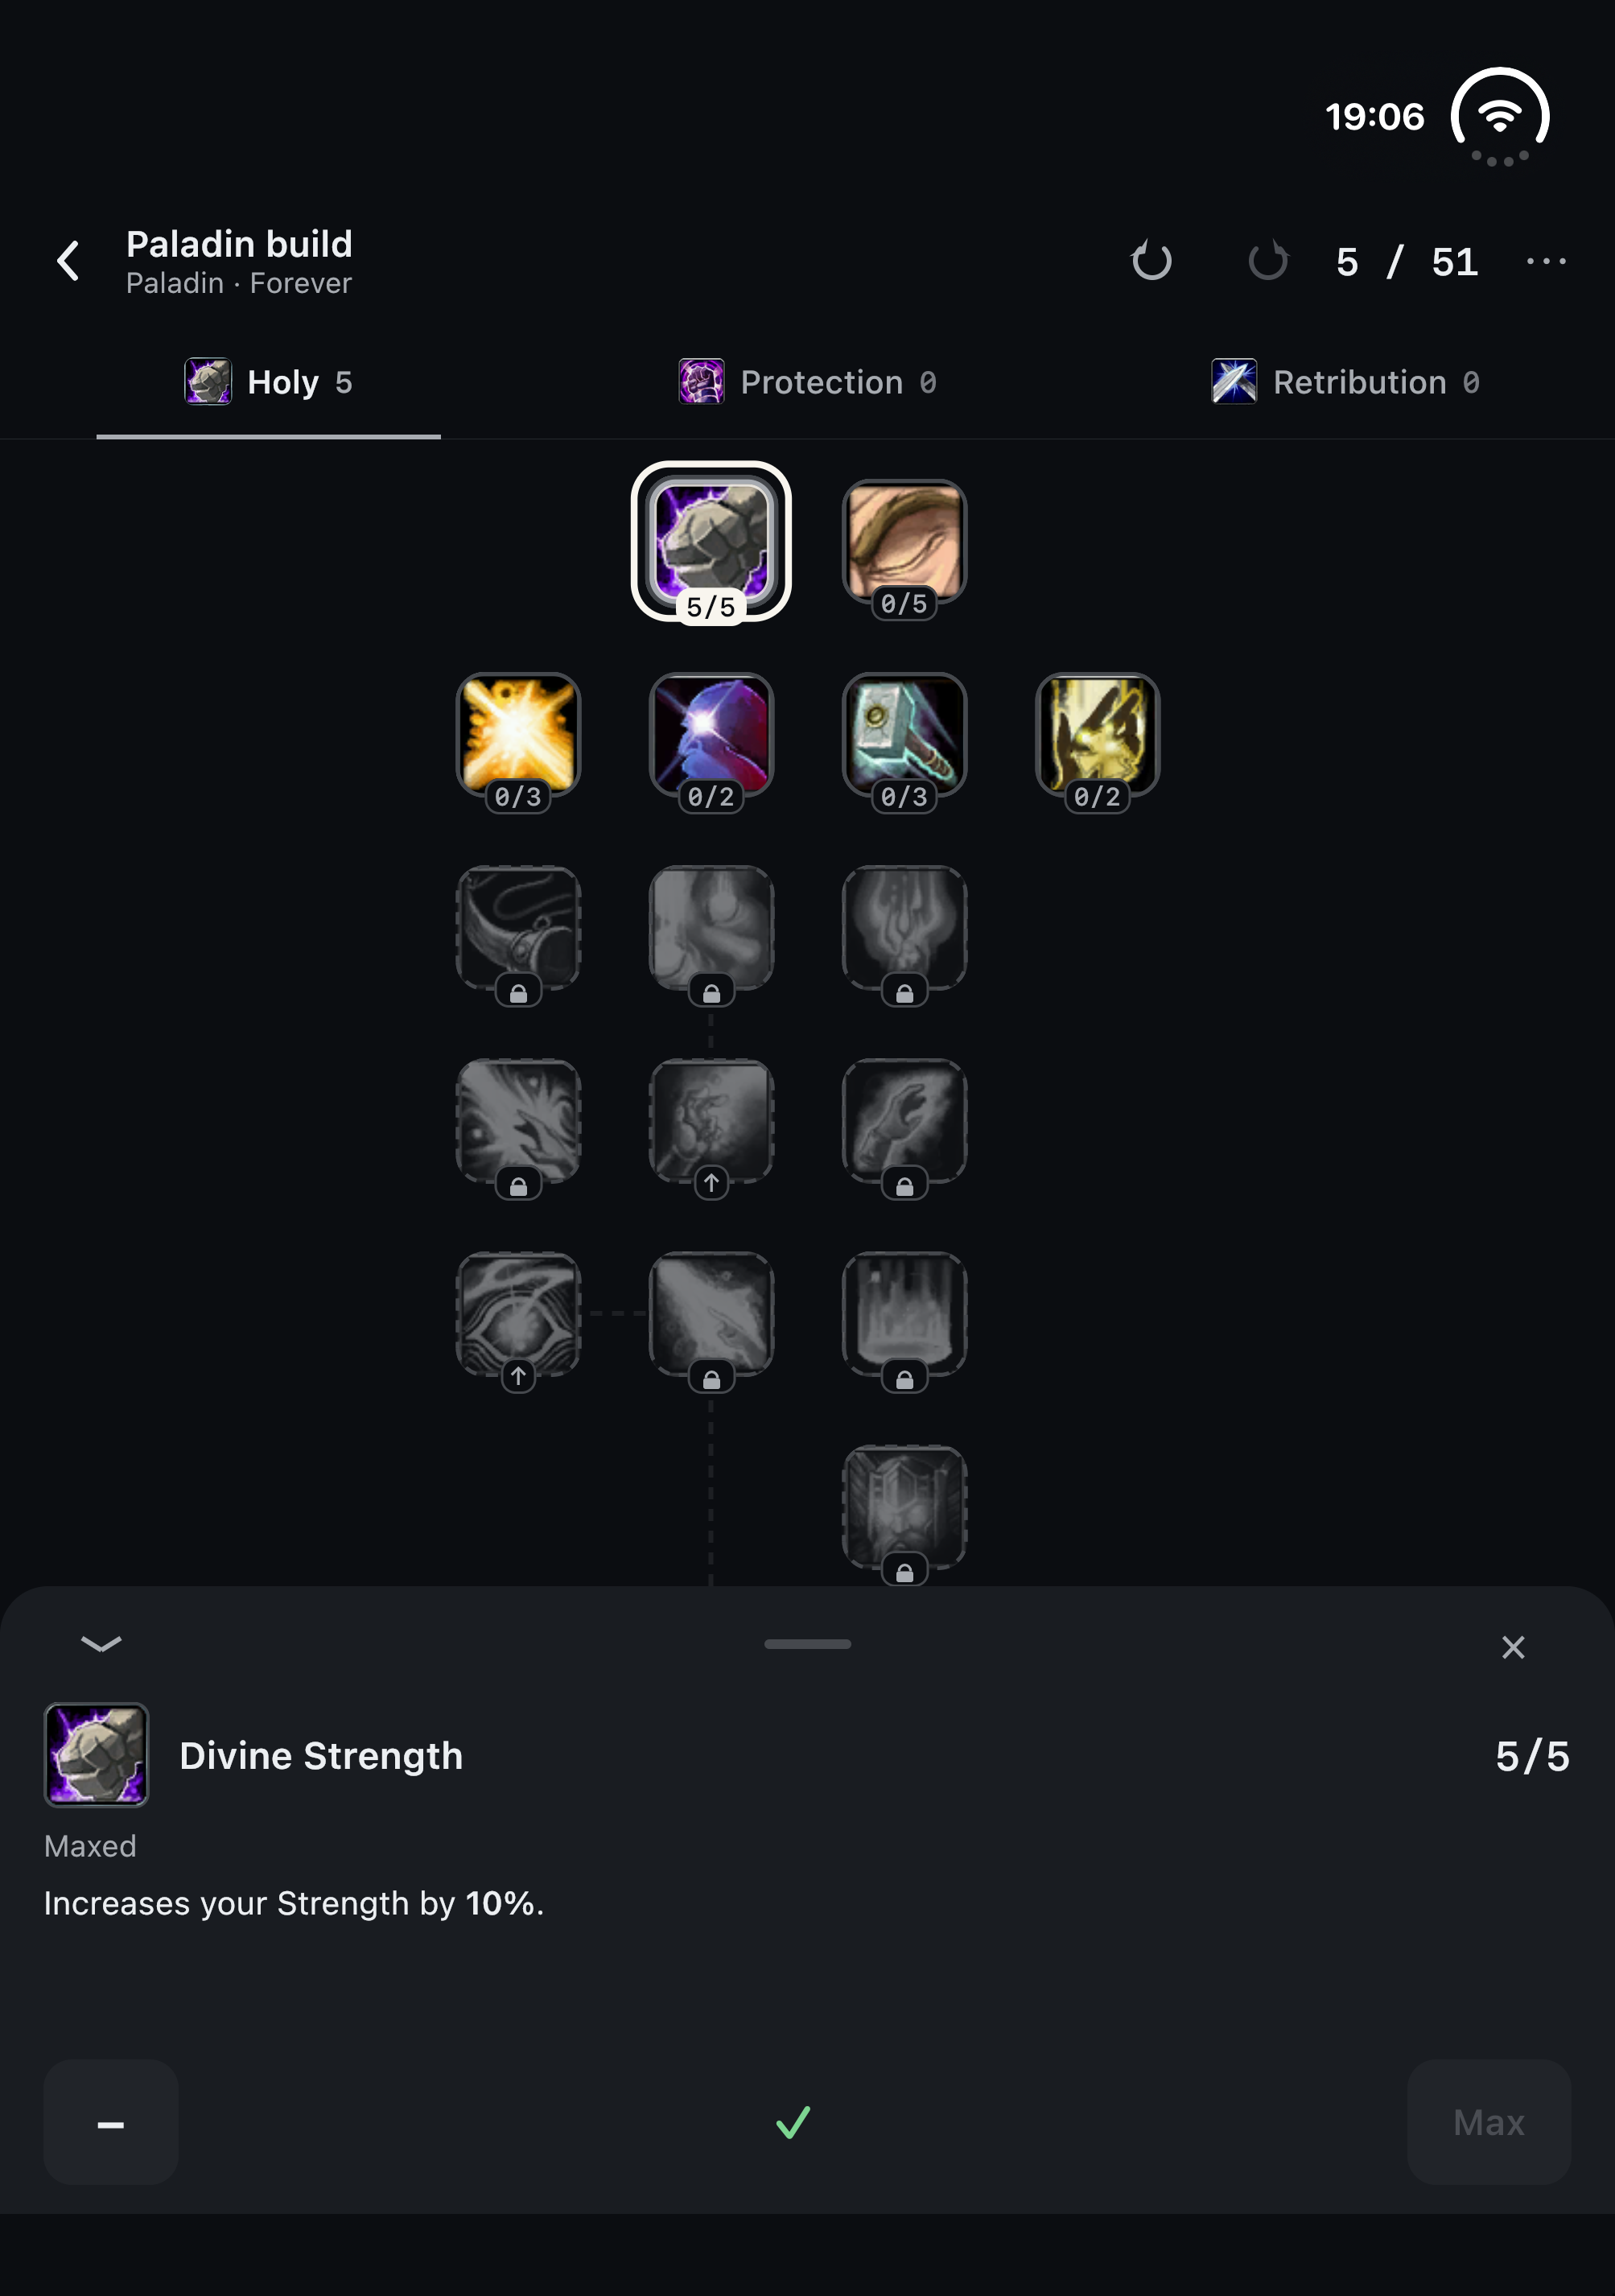 19:06
Paladin build
Paladin · Forever
5 / 51
Holy 5
Protection 0
Retribution 0
5/5
0/5
0/3
0/2
0/3
0/2
Divine Strength
5/5
Maxed
Increases your Strength by 10%.
Max